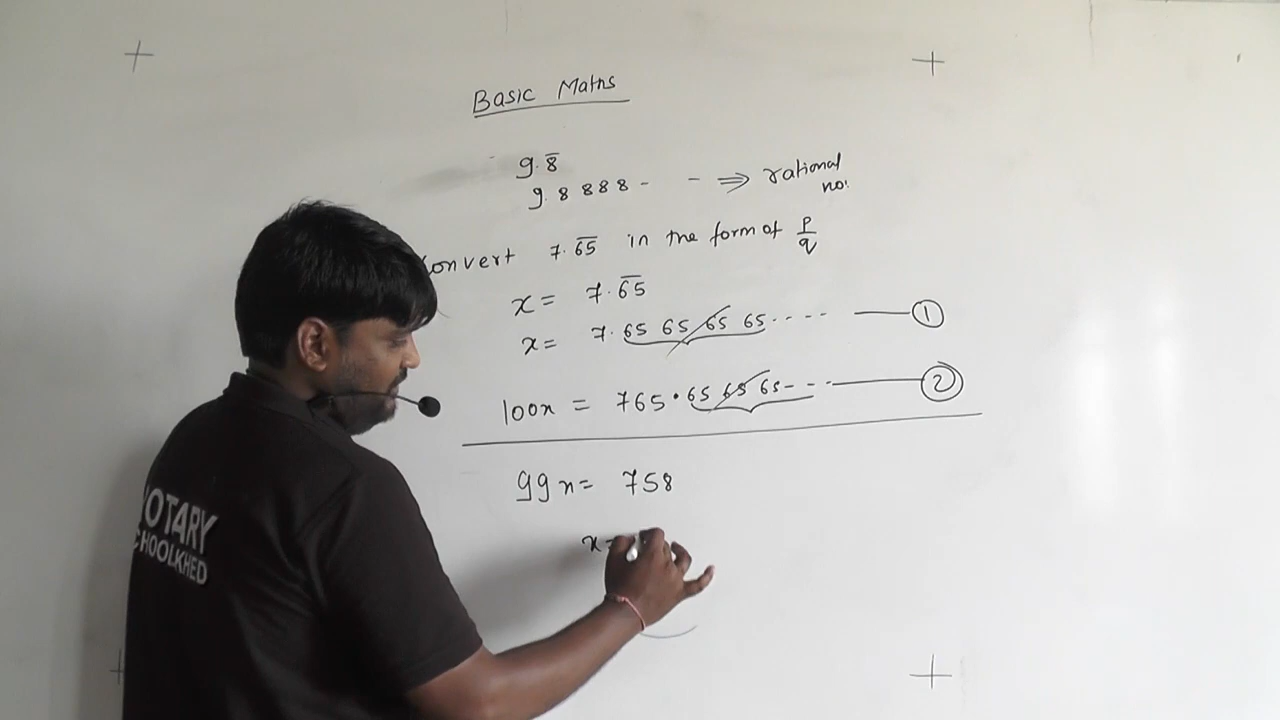 Basic Maths
9.8̅
9.8888- - ⇒ rational no.
convert 7.6̅5̅ in the form of p/q
x = 7.6̅5̅
x = 7.65 65 65 65.... — ①
100x = 765.65 65 65--- — ②
99x = 758
x =
OTARY
HOOLKHED